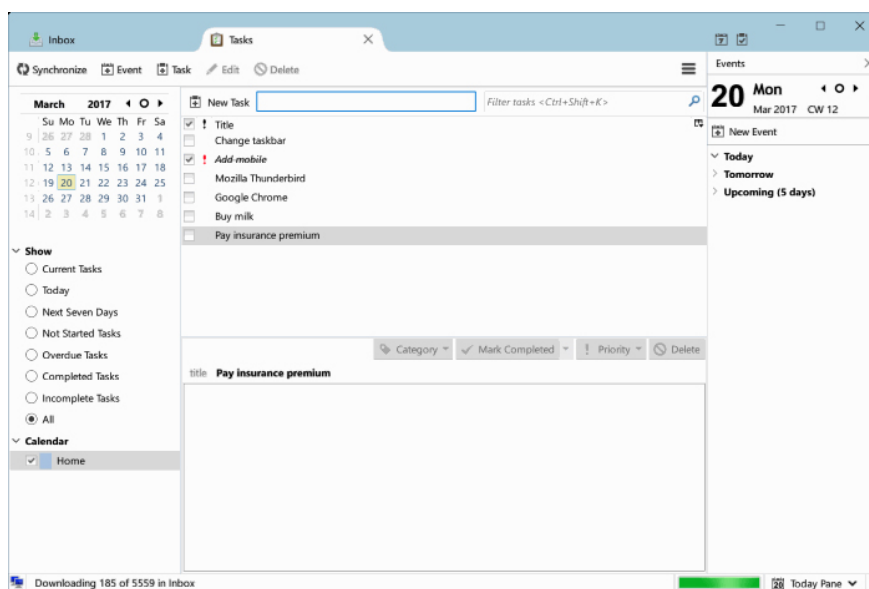 Inbox
Tasks
Synchronize Event Task Edit Delete
Events
March 2017
Su Mo Tu We Th Fr Sa
9 26 27 28 1 2 3 4
10 5 6 7 8 9 10 11
11 12 13 14 15 16 17 18
12 19 20 21 22 23 24 25
13 26 27 28 29 30 31 1
14 2 3 4 5 6 7 8
Show
Current Tasks
Today
Next Seven Days
Not Started Tasks
Overdue Tasks
Completed Tasks
Incomplete Tasks
All
Calendar
Home
New Task
Filter tasks <Ctrl+Shift+K>
! Title
Change taskbar
! Add mobile
Mozilla Thunderbird
Google Chrome
Buy milk
Pay insurance premium
Category Mark Completed ! Priority Delete
title Pay insurance premium
20 Mon
Mar 2017 CW 12
New Event
Today
Tomorrow
Upcoming (5 days)
Downloading 185 of 5559 in Inbox
20 Today Pane